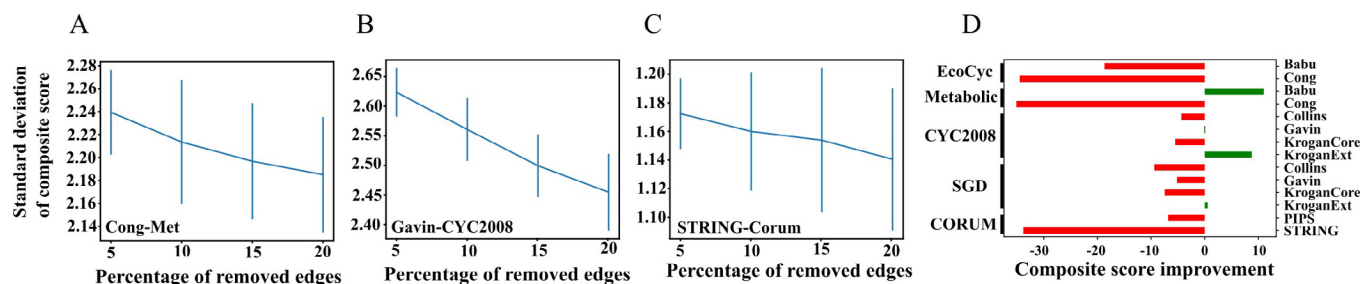 A
B
C
D
Standard deviation
of composite score
2.28
2.26
2.24
2.22
2.20
2.18
2.16
2.14
Cong-Met
5
10
15
20
Percentage of removed edges
2.65
2.60
2.55
2.50
2.45
2.40
Gavin-CYC2008
5
10
15
20
Percentage of removed edges
1.20
1.18
1.16
1.14
1.12
1.10
STRING-Corum
5
10
15
20
Percentage of removed edges
EcoCyc
Metabolic
CYC2008
SGD
CORUM
Babu
Cong
Babu
Cong
Collins
Gavin
KroganCore
KroganExt
Collins
Gavin
KroganCore
KroganExt
PIPS
STRING
-30
-20
-10
0
10
Composite score improvement